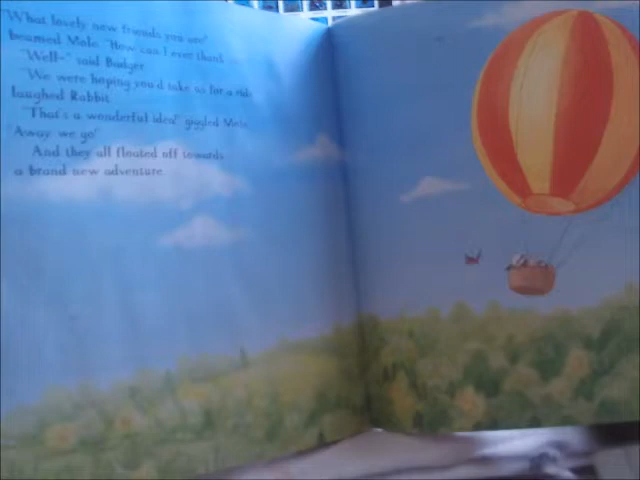 "What lovely new friends you are!"
beamed Mole. "How can I ever thank
"Well-" said Badger.
"We were hoping you'd take us for a ride
laughed Rabbit.
"That's a wonderful idea!" giggled Mole.
"Away we go!"
And they all floated off towards
a brand new adventure.